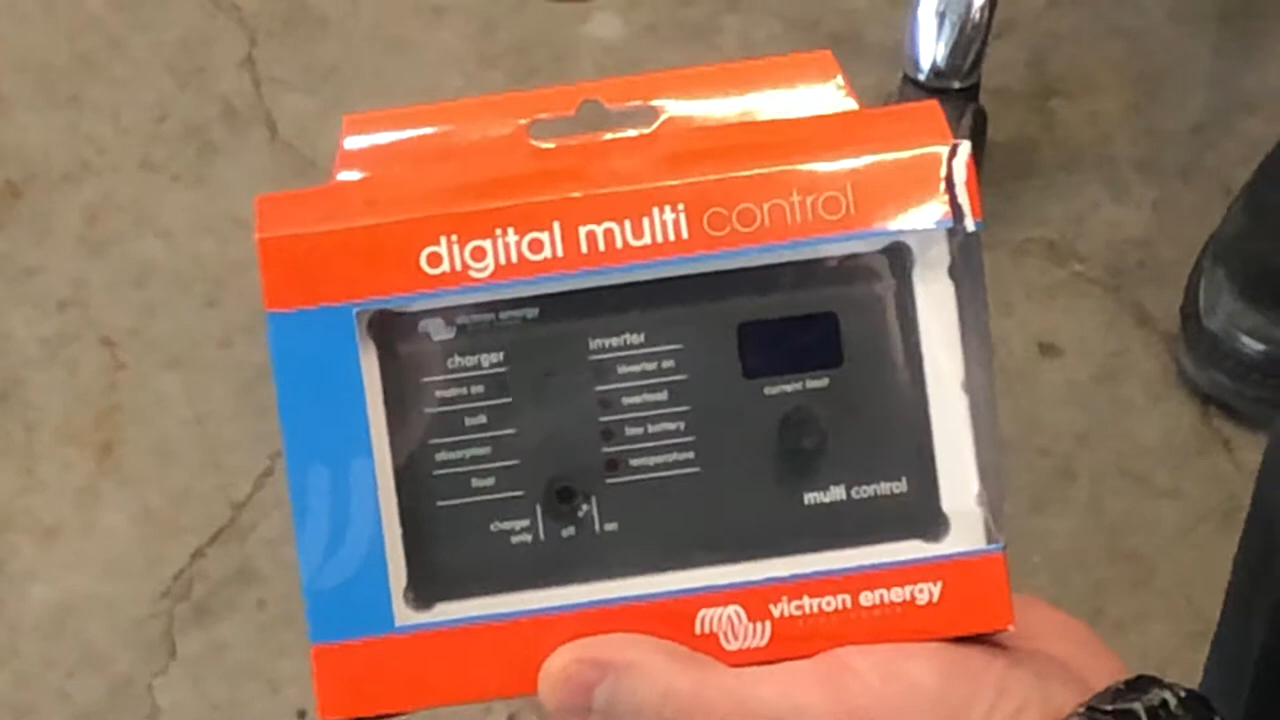 digital multi control
victron energy
charger
mains on
bulk
absorption
float
inverter
inverter on
overload
low battery
temperature
current limit
charger
only
off
on
multi control
victron energy